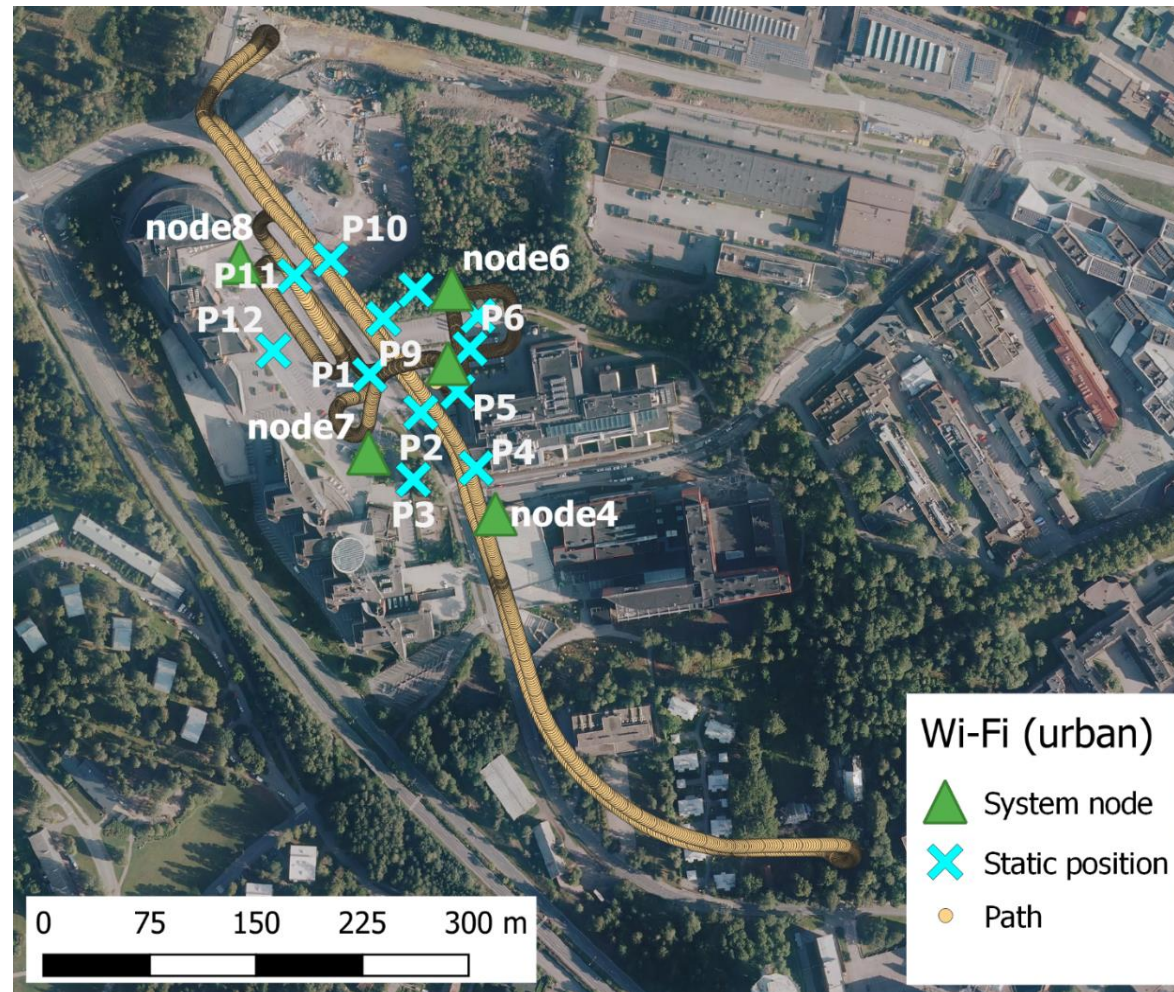 P10
node8
node6
P11
P6
P12
P9
P1
P5
node7
P2
P4
P3
node4
Wi-Fi (urban)
System node
Static position
Path
0 75 150 225 300 m